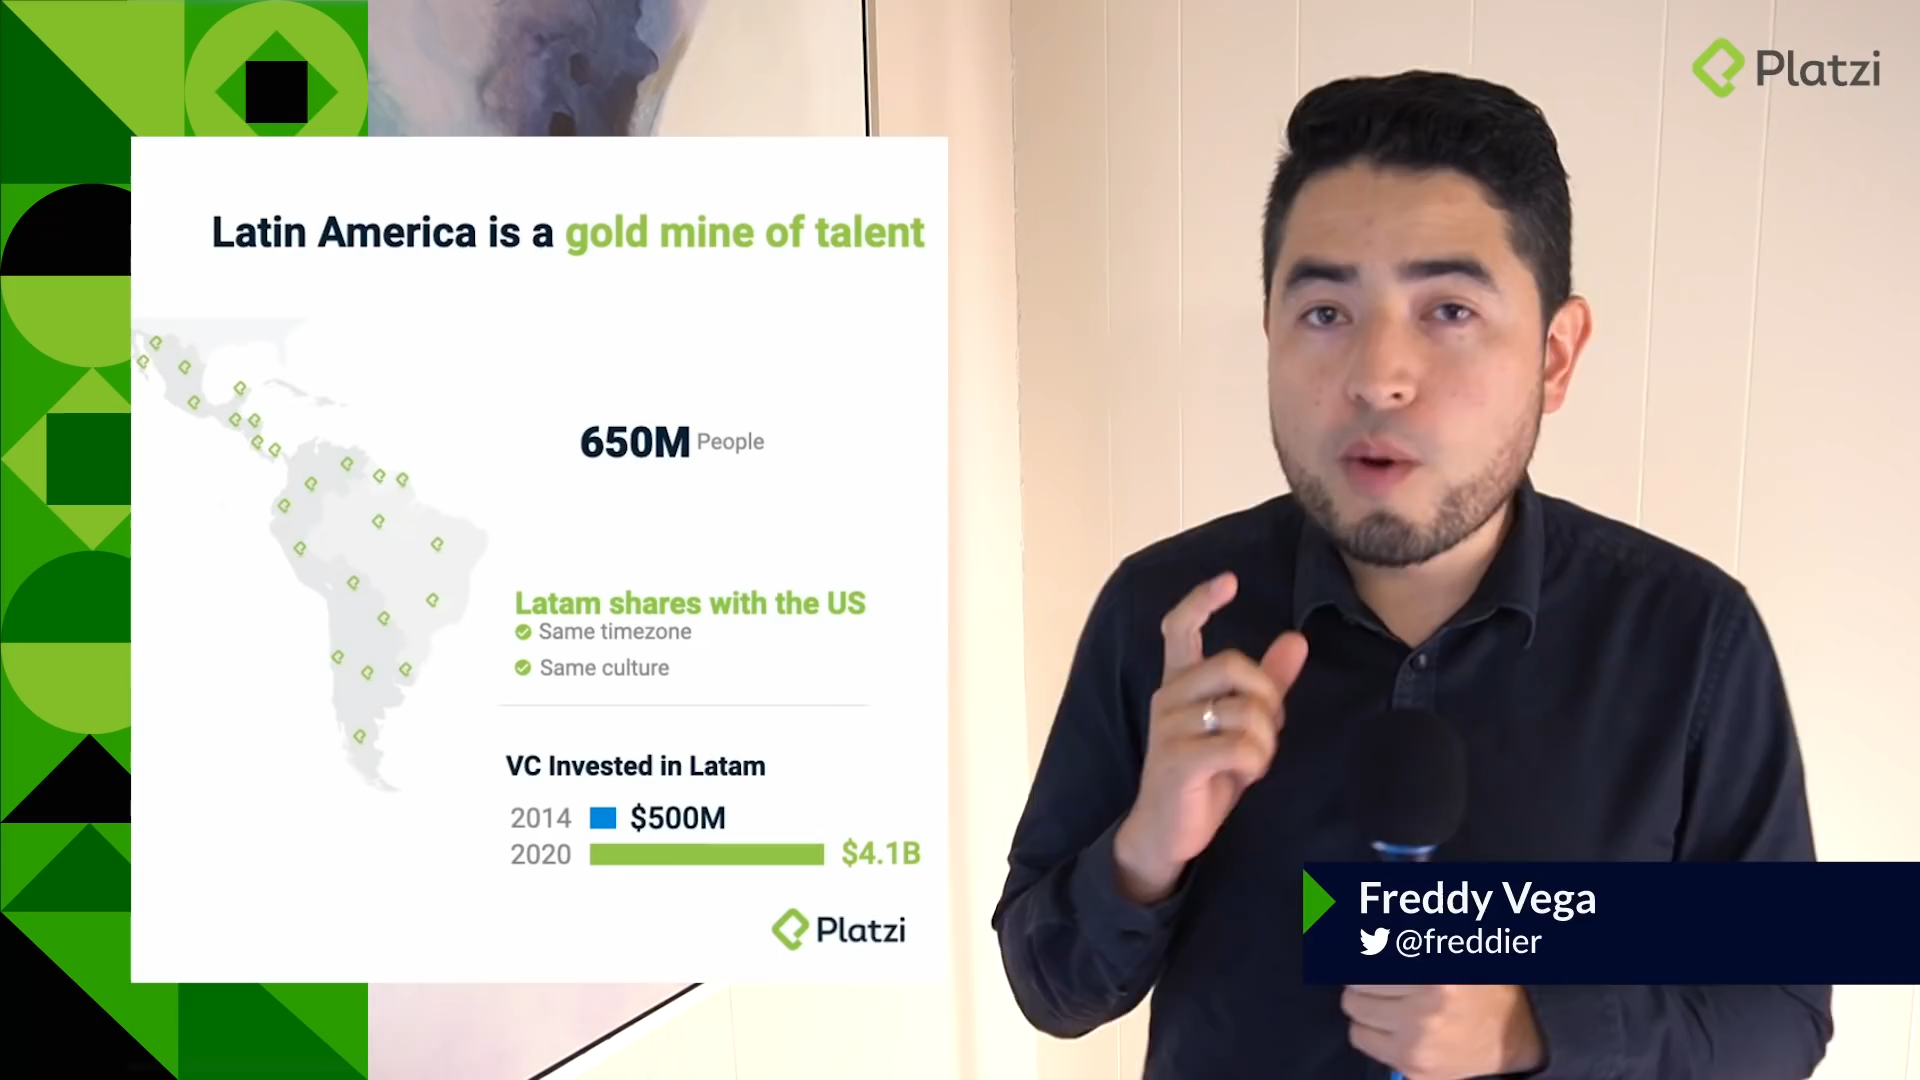 Platzi
Latin America is a gold mine of talent
650M People
Latam shares with the US
Same timezone
Same culture
VC Invested in Latam
2014 $500M
2020 $4.1B
Platzi
Freddy Vega
@freddier